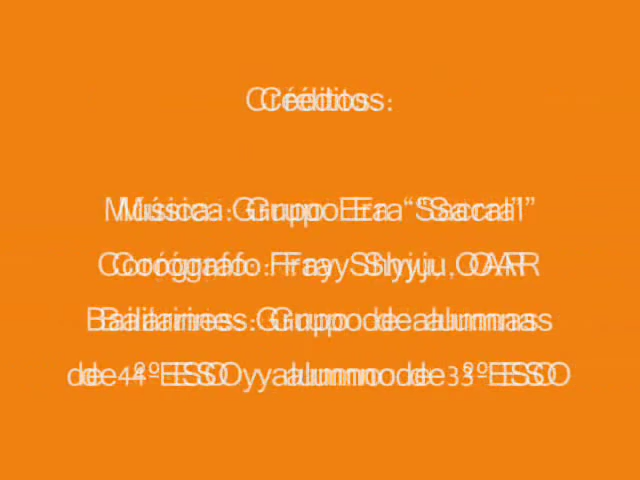 Créditos:
Música: Grupo Era “Sacral”
Corógrafo: Fray Shyju, OAR
Bailarines: Grupo de alumnas
de 4º ESO y alumno de 3º ESO